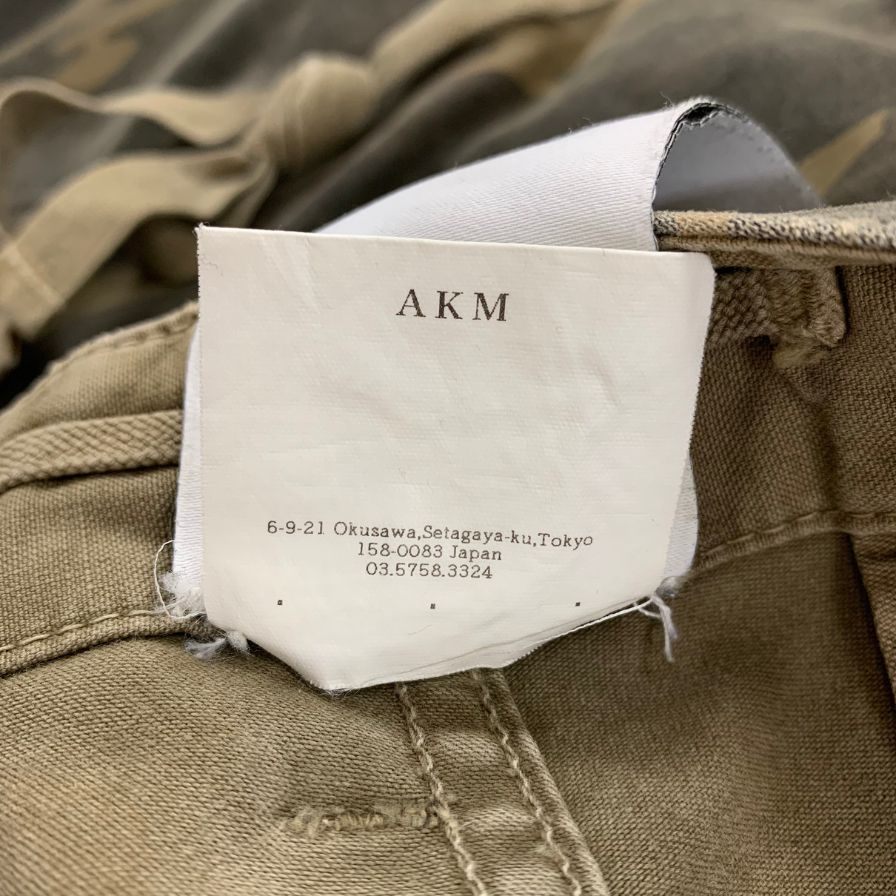 AKM
6-9-21 Okusawa,Setagaya-ku,Tokyo
158-0083 Japan
03.5758.3324